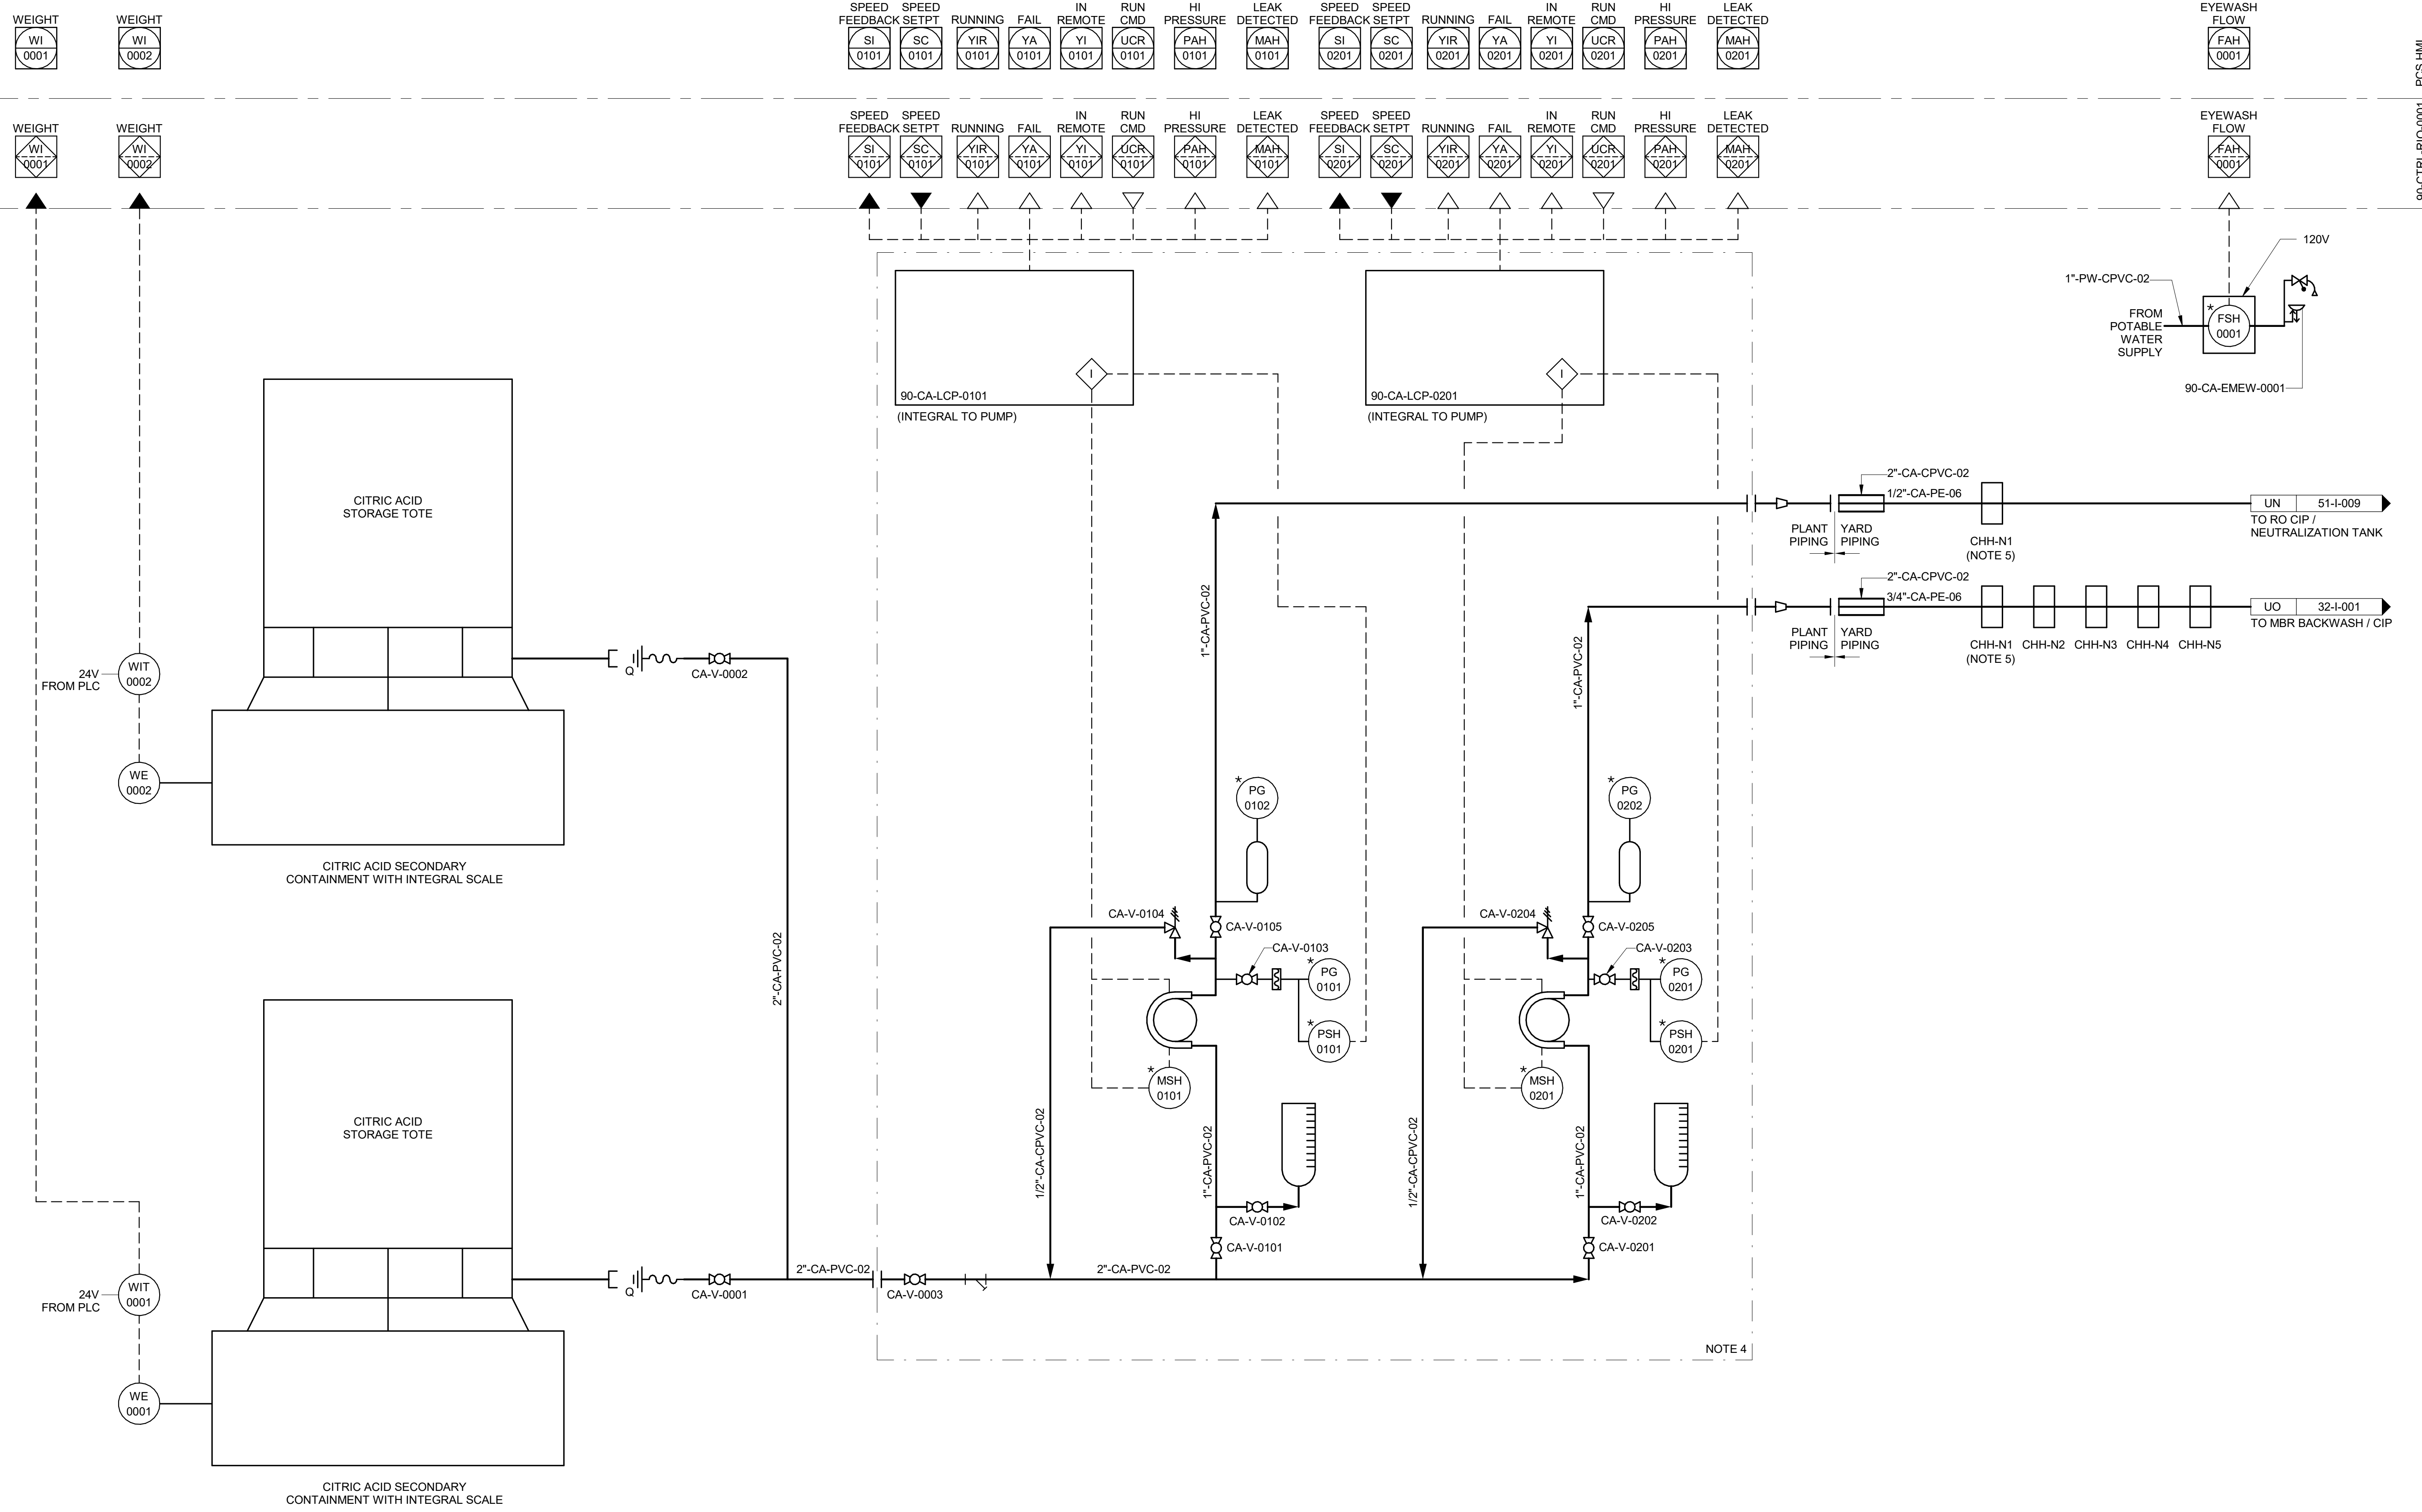 WEIGHT
WEIGHT
SPEED FEEDBACK
SPEED SETPT
RUNNING
FAIL
IN REMOTE
RUN CMD
HI PRESSURE
LEAK DETECTED
SPEED FEEDBACK
SPEED SETPT
RUNNING
FAIL
IN REMOTE
RUN CMD
HI PRESSURE
LEAK DETECTED
EYEWASH FLOW
WI 0001
WI 0002
SI 0101
SC 0101
YIR 0101
YA 0101
YI 0101
UCR 0101
PAH 0101
MAH 0101
SI 0201
SC 0201
YIR 0201
YA 0201
YI 0201
UCR 0201
PAH 0201
MAH 0201
FAH 0001
PCS HMI
90-CTRL-RIO-0001
WEIGHT
WEIGHT
SPEED FEEDBACK
SPEED SETPT
RUNNING
FAIL
IN REMOTE
RUN CMD
HI PRESSURE
LEAK DETECTED
SPEED FEEDBACK
SPEED SETPT
RUNNING
FAIL
IN REMOTE
RUN CMD
HI PRESSURE
LEAK DETECTED
EYEWASH FLOW
WI 0001
WI 0002
SI 0101
SC 0101
YIR 0101
YA 0101
YI 0101
UCR 0101
PAH 0101
MAH 0101
SI 0201
SC 0201
YIR 0201
YA 0201
YI 0201
UCR 0201
PAH 0201
MAH 0201
FAH 0001
120V
1"-PW-CPVC-02
FROM
POTABLE
WATER
SUPPLY
*
FSH
0001
90-CA-EMEW-0001
I
90-CA-LCP-0101
(INTEGRAL TO PUMP)
I
90-CA-LCP-0201
(INTEGRAL TO PUMP)
CITRIC ACID
STORAGE TOTE
2"-CA-CPVC-02
1/2"-CA-PE-06
PLANT PIPING
YARD PIPING
CHH-N1
(NOTE 5)
UN 51-I-009
TO RO CIP /
NEUTRALIZATION TANK
2"-CA-CPVC-02
3/4"-CA-PE-06
PLANT PIPING
YARD PIPING
CHH-N1
(NOTE 5)
CHH-N2
CHH-N3
CHH-N4
CHH-N5
UO 32-I-001
TO MBR BACKWASH / CIP
1"-CA-PVC-02
1"-CA-PVC-02
24V
FROM PLC
WIT
0002
Q
CA-V-0002
WE
0002
CITRIC ACID SECONDARY
CONTAINMENT WITH INTEGRAL SCALE
*
PG
0102
*
PG
0202
2"-CA-PVC-02
CA-V-0104
CA-V-0105
CA-V-0103
*
PG
0101
*
PSH
0101
*
MSH
0101
CA-V-0204
CA-V-0205
CA-V-0203
*
PG
0201
*
PSH
0201
*
MSH
0201
CITRIC ACID
STORAGE TOTE
1/2"-CA-CPVC-02
1"-CA-PVC-02
CA-V-0102
CA-V-0101
1/2"-CA-CPVC-02
1"-CA-PVC-02
CA-V-0202
CA-V-0201
24V
FROM PLC
WIT
0001
Q
CA-V-0001
2"-CA-PVC-02
CA-V-0003
2"-CA-PVC-02
NOTE 4
WE
0001
CITRIC ACID SECONDARY
CONTAINMENT WITH INTEGRAL SCALE